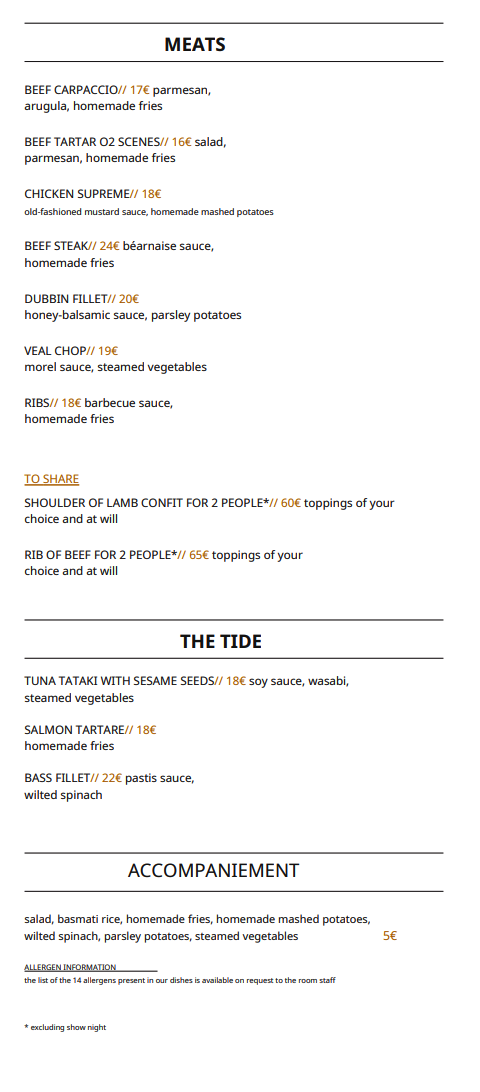 MEATS
BEEF CARPACCIO// 17€ parmesan,
arugula, homemade fries
BEEF TARTAR O2 SCENES// 16€ salad,
parmesan, homemade fries
CHICKEN SUPREME// 18€
old-fashioned mustard sauce, homemade mashed potatoes
BEEF STEAK// 24€ béarnaise sauce,
homemade fries
DUBBIN FILLET// 20€
honey-balsamic sauce, parsley potatoes
VEAL CHOP// 19€
morel sauce, steamed vegetables
RIBS// 18€ barbecue sauce,
homemade fries
TO SHARE
SHOULDER OF LAMB CONFIT FOR 2 PEOPLE*// 60€ toppings of your
choice and at will
RIB OF BEEF FOR 2 PEOPLE*// 65€ toppings of your
choice and at will
THE TIDE
TUNA TATAKI WITH SESAME SEEDS// 18€ soy sauce, wasabi,
steamed vegetables
SALMON TARTARE// 18€
homemade fries
BASS FILLET// 22€ pastis sauce,
wilted spinach
ACCOMPANIEMENT
salad, basmati rice, homemade fries, homemade mashed potatoes,
wilted spinach, parsley potatoes, steamed vegetables 5€
ALLERGEN INFORMATION
the list of the 14 allergens present in our dishes is available on request to the room staff
* excluding show night